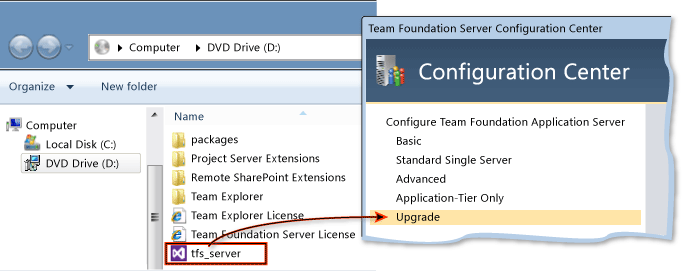 Computer
DVD Drive (D:)
Organize
New folder
Computer
Local Disk (C:)
DVD Drive (D:)
Name
packages
Project Server Extensions
Remote SharePoint Extensions
Team Explorer
Team Explorer License
Team Foundation Server License
tfs_server
Team Foundation Server Configuration Center
Configuration Center
Configure Team Foundation Application Server
Basic
Standard Single Server
Advanced
Application-Tier Only
Upgrade